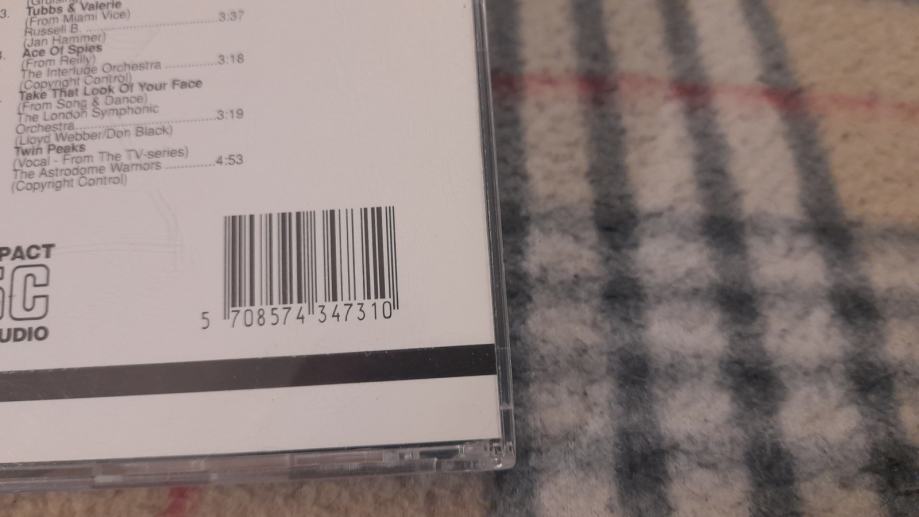 3. Tubbs & Valerie
(From Miami Vice)
Russell B. 3:37
(Jan Hammer)
Ace Of Spies
(From Reilly)
The Interlude Orchestra 3:18
(Copyright Control)
Take That Look Of Your Face
(From Song & Dance)
The London Symphonic
Orchestra 3:19
(Lloyd Webber/Don Black)
Twin Peaks
(Vocal - From The TV-series)
The Astrodome Warriors 4:53
(Copyright Control)
PACT
UDIO
5 708574 347310